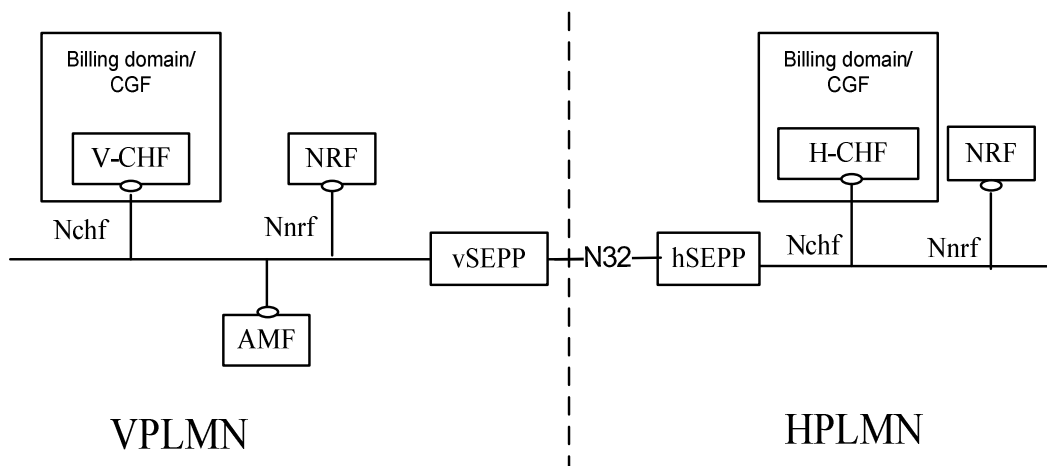 Billing domain/
CGF
V-CHF
NRF
Nchf
Nnrf
vSEPP
AMF
VPLMN
N32
Billing domain/
CGF
H-CHF
NRF
Nchf
Nnrf
hSEPP
HPLMN